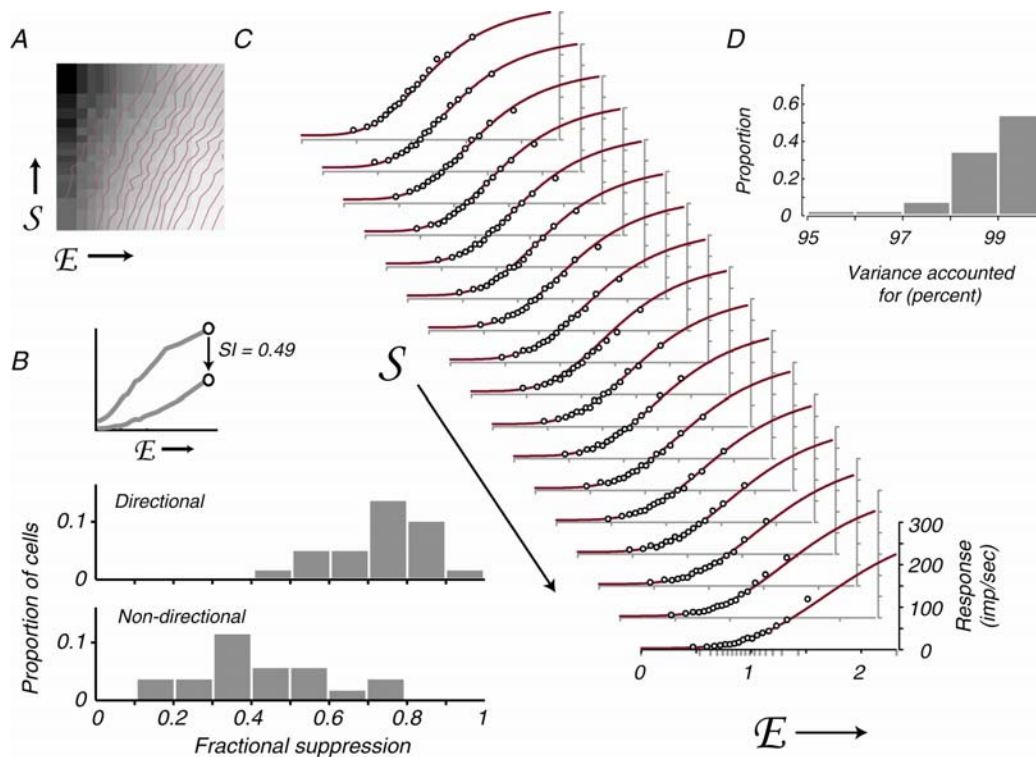 A
S
E
B
SI = 0.49
E
Directional
0.1
0
Non-directional
0.1
0
Proportion of cells
0 0.2 0.4 0.6 0.8 1
Fractional suppression
C
S
300
200
100
0
Response
(imp/sec)
0 1 2
E
D
0.6
0.4
0.2
0
Proportion
95 97 99
Variance accounted
for (percent)